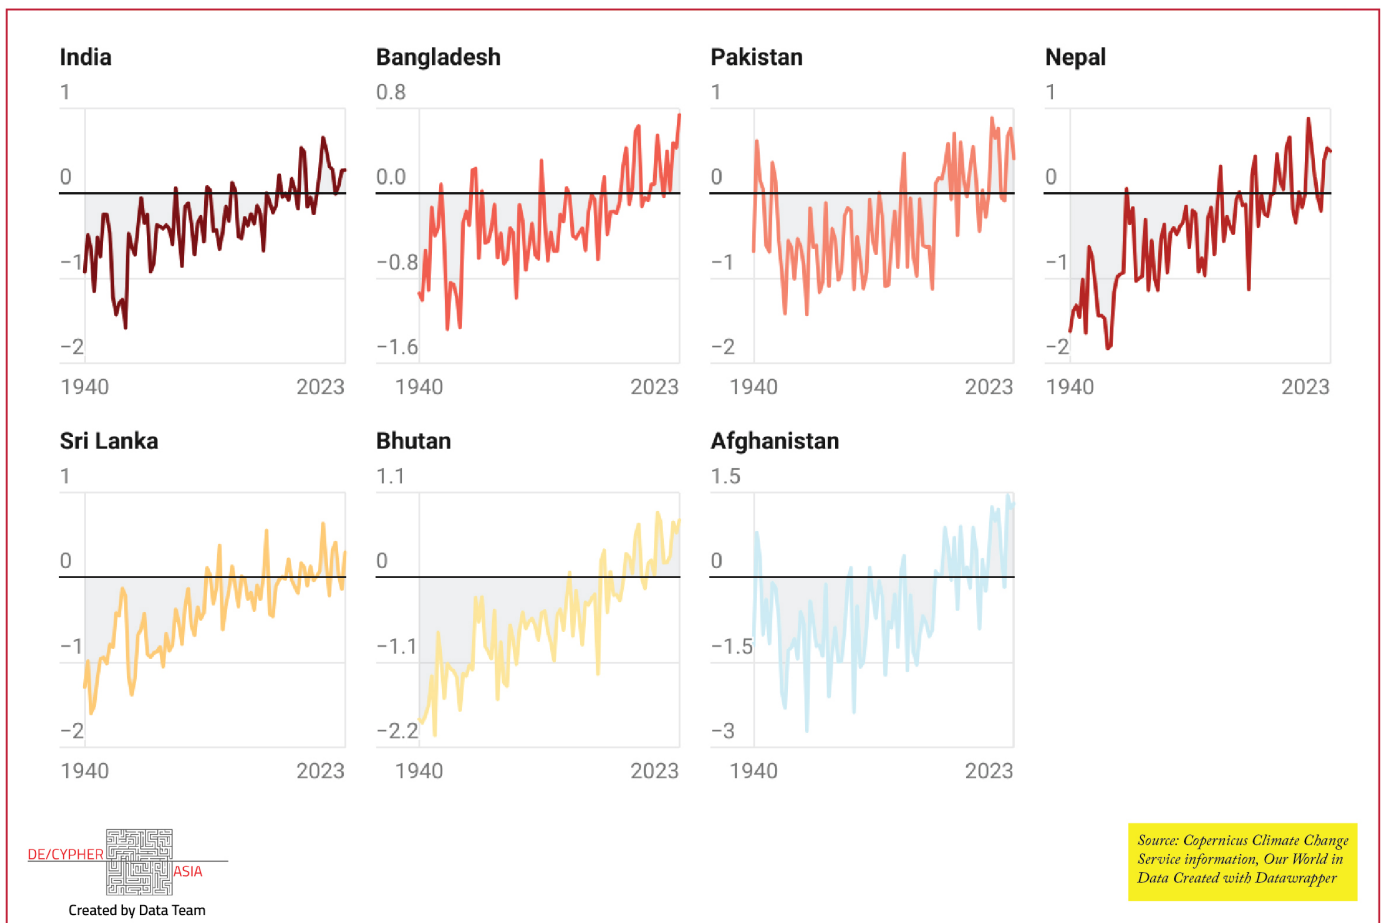 India
1
0
−1
−2
1940 2023
Bangladesh
0.8
0.0
−0.8
−1.6
1940 2023
Pakistan
1
0
−1
−2
1940 2023
Nepal
1
0
−1
−2
1940 2023
Sri Lanka
1
0
−1
−2
1940 2023
Bhutan
1.1
0
−1.1
−2.2
1940 2023
Afghanistan
1.5
0
−1.5
−3
1940 2023
DE/CYPHER
ASIA
Created by Data Team
Source: Copernicus Climate Change
Service information, Our World in
Data Created with Datawrapper